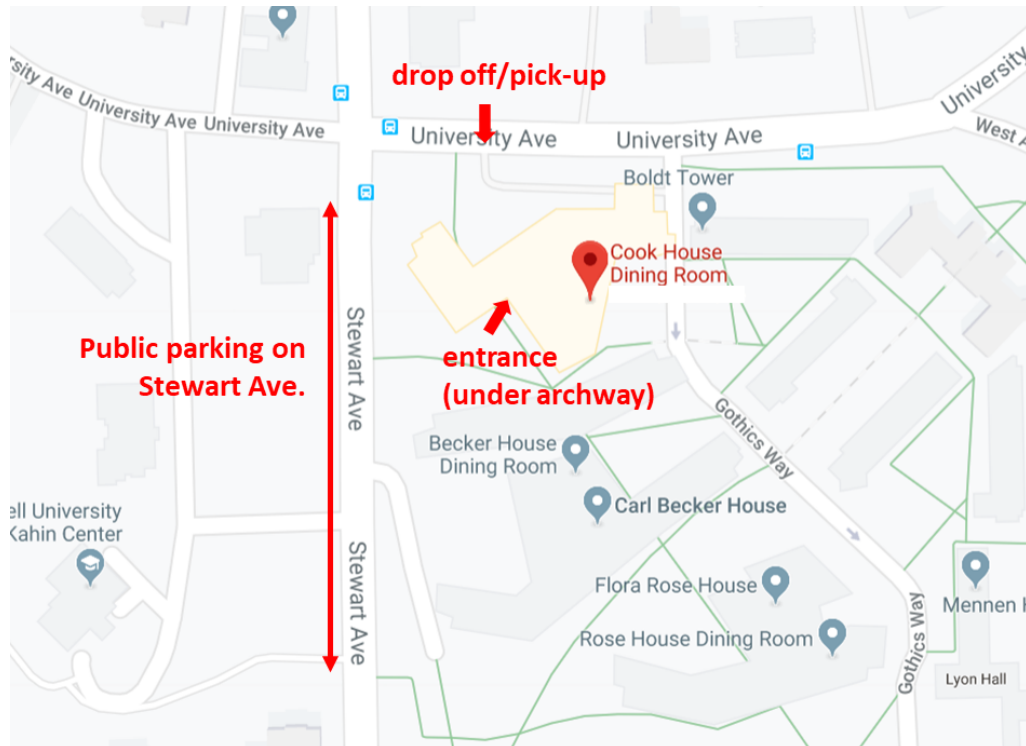 drop off/pick-up
University
rsity Ave
University Ave
University Ave
University Ave
University Ave
West A
Boldt Tower
Cook House
Dining Room
Stewart Ave
Public parking on
Stewart Ave.
entrance
(under archway)
Gothics Way
Becker House
Dining Room
Carl Becker House
ell University
Kahin Center
Stewart Ave
Flora Rose House
Mennen H
Rose House Dining Room
Gothics Way
Lyon Hall